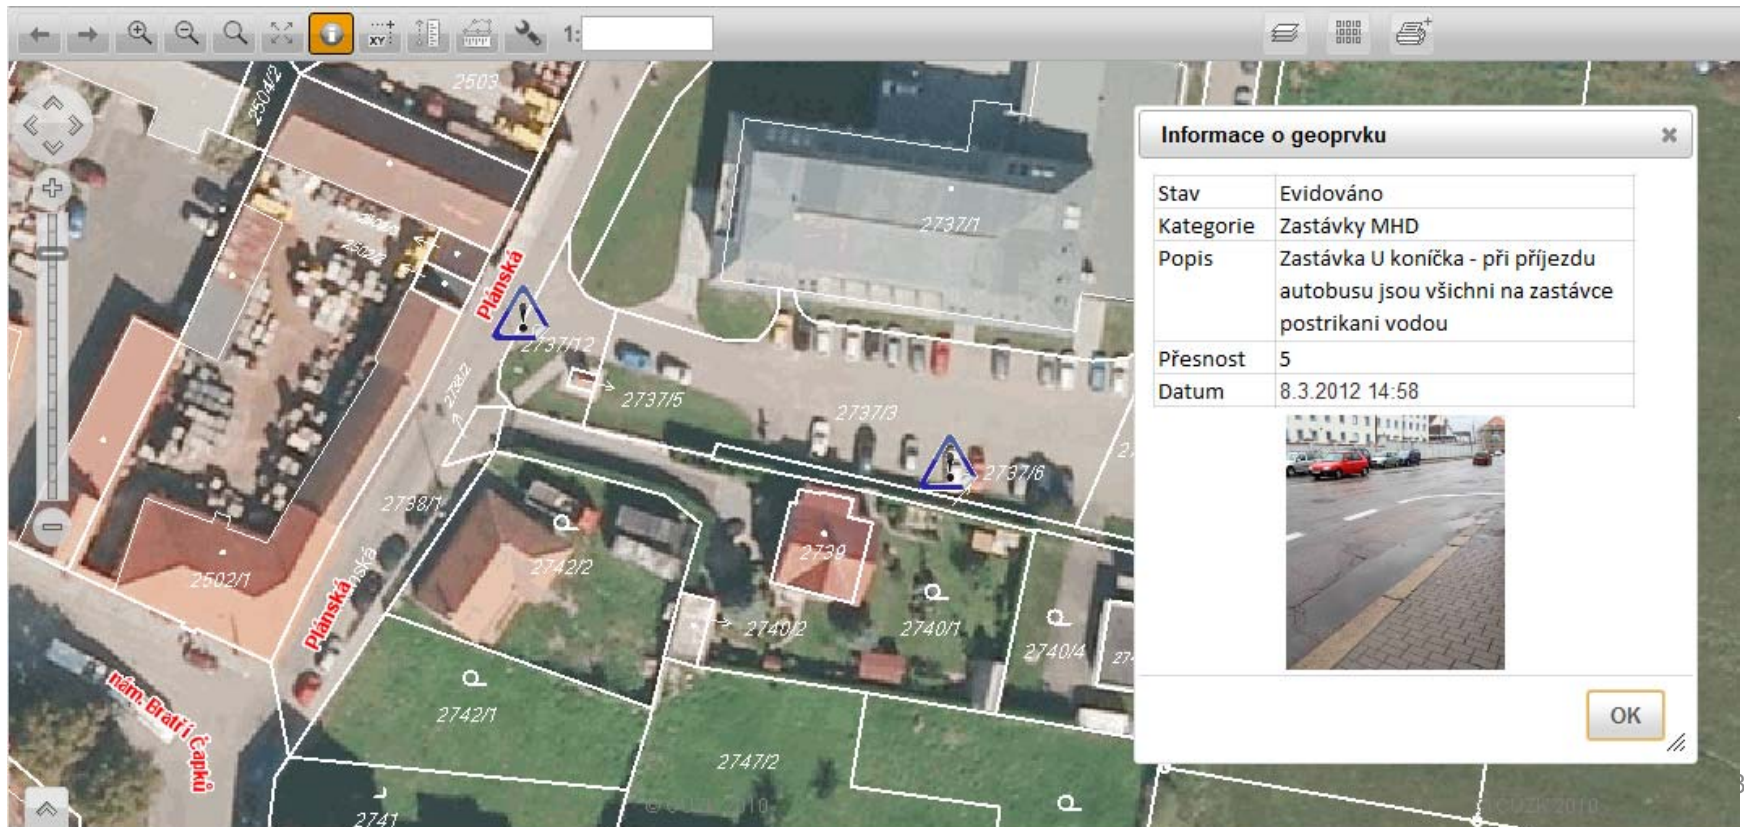 XY
1:
2504/2
2503
Informace o geoprvku
Stav Evidováno
Kategorie Zastávky MHD
Popis Zastávka U koníčka - při příjezdu
autobusu jsou všichni na zastávce
postrikani vodou
Přesnost 5
Datum 8.3.2012 14:58
OK
2737/1
Plánská
2737/12
2738/2
2737/5
2737/3
2737/6
2738/1
2502/1
2742/2
2739
Plánská
2740/2
2740/1
2740/4
nám. Bratří Čapků
2742/1
2747/2
2741